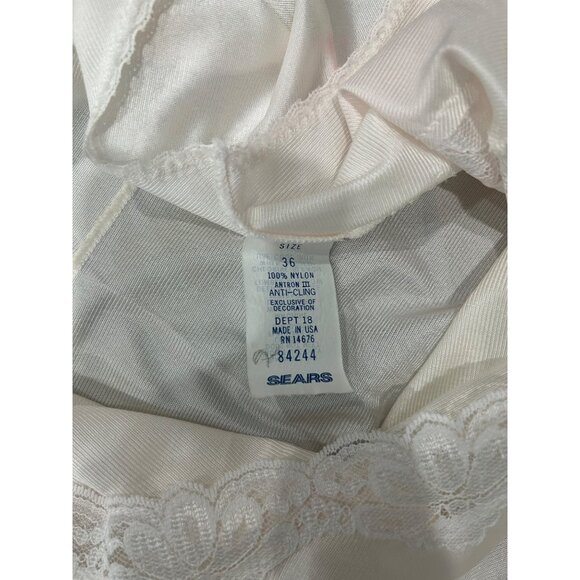 SIZE
36
100% NYLON
ANTRON III
ANTI-CLING
EXCLUSIVE OF
DECORATION
DEPT 18
MADE IN USA
RN 14676
84244
SEARS